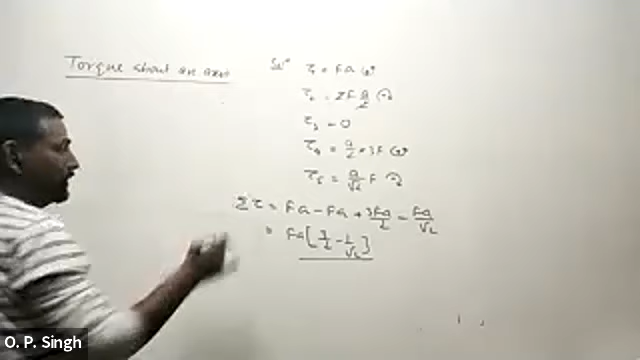 Torque about an axis
Solⁿ τ₁ = Fa ↺
τ₂ = 2F a/2 ↻
τ₃ = 0
τ₄ = a/2 × 3F ↺
τ₅ = a/√2 F ↻
Στ = Fa - Fa + 3Fa/2 - Fa/√2
= Fa[3/2 - 1/√2]
O. P. Singh